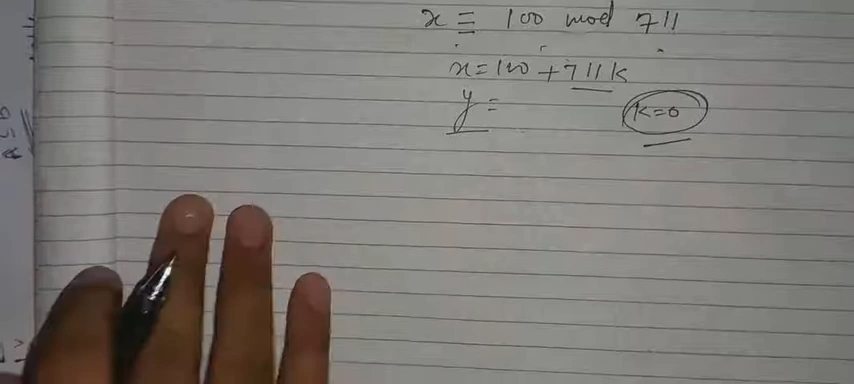 x ≡ 100 mod 711
x = 100 + 711k
y =
k=0